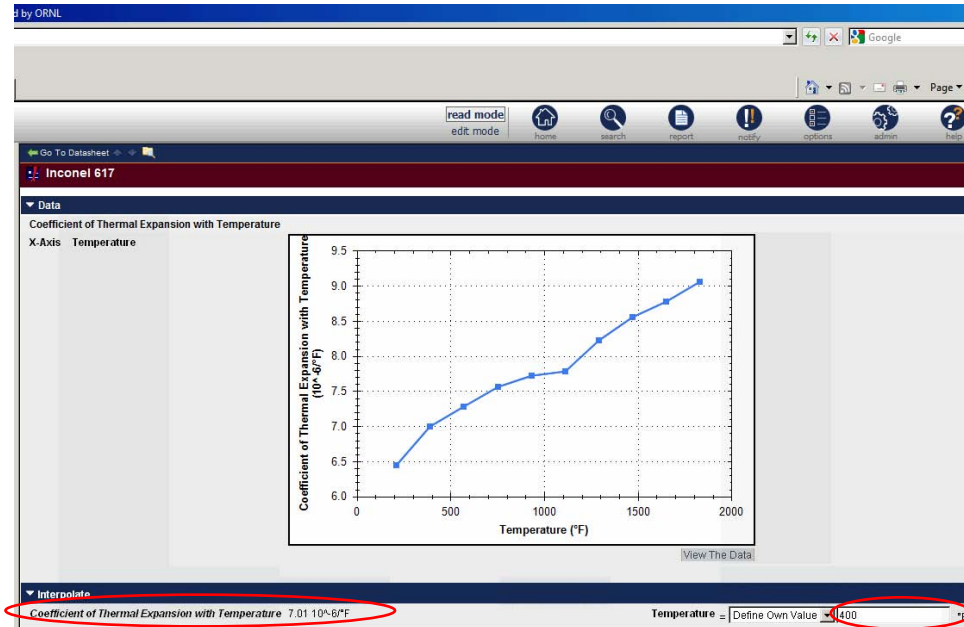 d by ORNL
Google
Page
read mode
edit mode
home search report notify options admin help
Go To Datasheet
Inconel 617
Data
Coefficient of Thermal Expansion with Temperature
X-Axis Temperature
Coefficient of Thermal Expansion with Temperature
(10^-6/°F)
9.5
9.0
8.5
8.0
7.5
7.0
6.5
6.0
0 500 1000 1500 2000
Temperature (°F)
View The Data
Interpolate
Coefficient of Thermal Expansion with Temperature 7.01 10^-6/°F
Temperature = Define Own Value 400